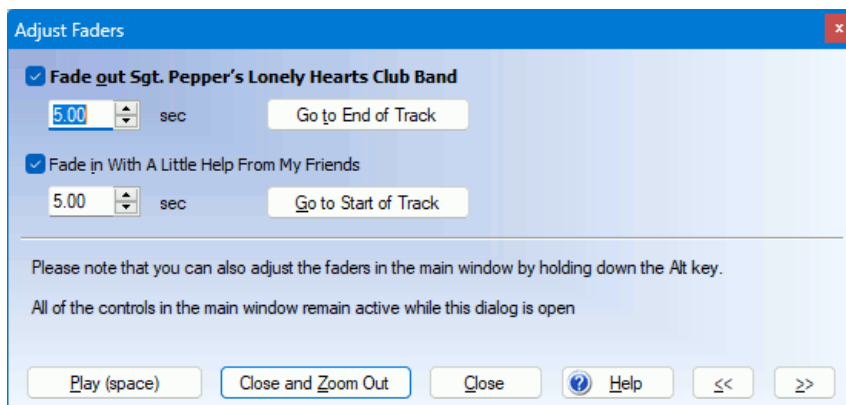 Adjust Faders
x
Fade out Sgt. Pepper's Lonely Hearts Club Band
5.00 sec Go to End of Track
Fade in With A Little Help From My Friends
5.00 sec Go to Start of Track
Please note that you can also adjust the faders in the main window by holding down the Alt key.
All of the controls in the main window remain active while this dialog is open
Play (space) Close and Zoom Out Close ? Help << >>